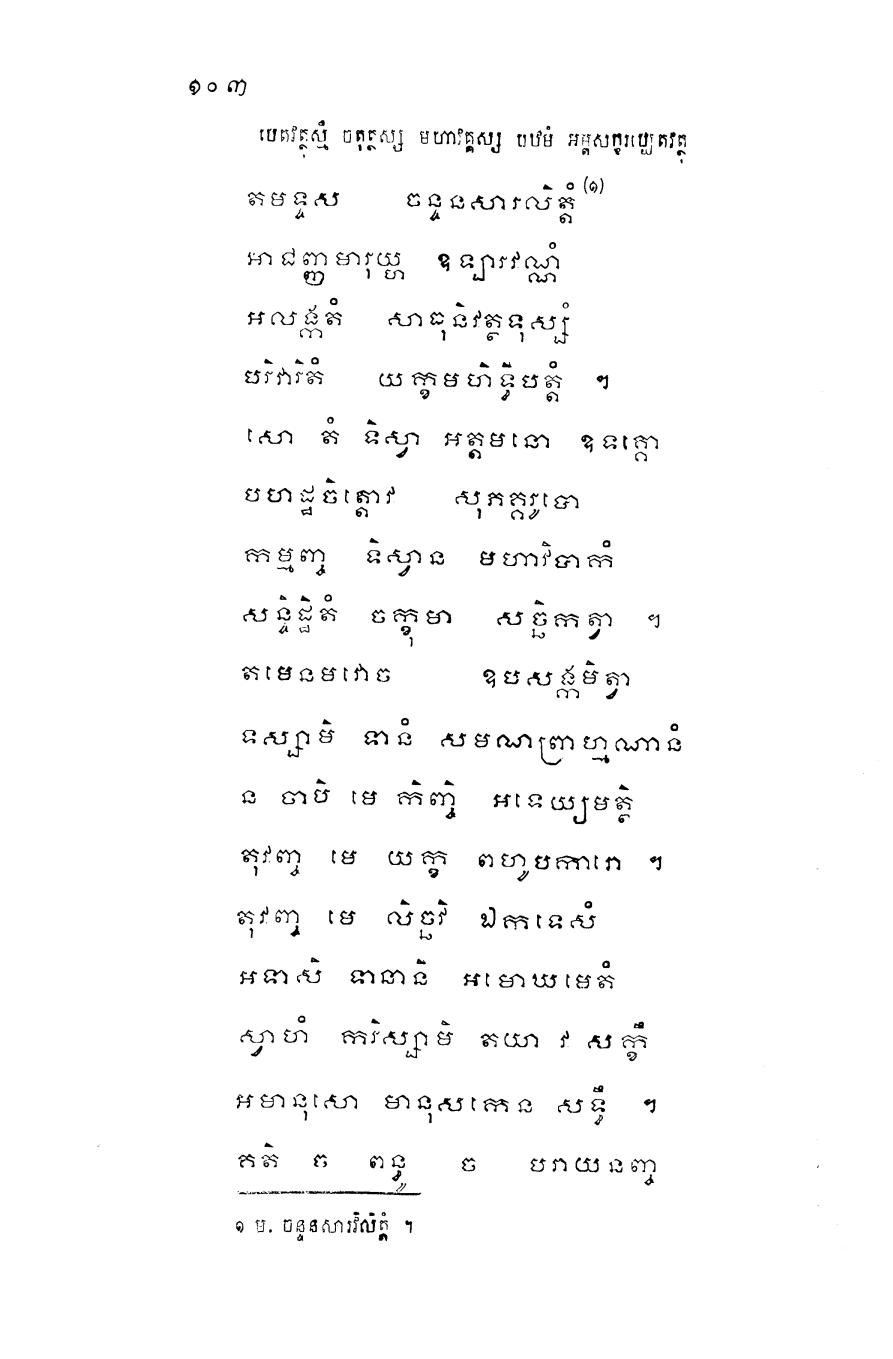 ១០៣
បេតវត្ថុស្មឹ ចតុត្ថស្ស មហាវគ្គស្ស បឋមំ អម្ពសក្ខរប្បេតវត្ថុ
តមទ្ទស ចន្ទនសារលិត្តំ(១)
អាជញ្ញមារុយ្ហ ឧឡារវណ្ណំ
អលង្កតំ សាធុនិវត្ថទុស្សំ
បរិវារិតំ យក្ខមហិទ្ធិបត្តំ ។
សោ តំ ទិស្វា អត្តមនោ ឧទគ្គោ
បហដ្ឋចិត្តោវ សុភគ្គរូបោ
កម្មញ្ច ទិស្វាន មហាវិបាកំ
សន្ទិដ្ឋិតំ ចក្ខុមា សច្ឆិកត្វា ។
តមេនមវោច ឧបសង្កមិត្វា
ទស្សាមិ ទានំ សមណព្រាហ្មណានំ
ន ចាបិ មេ កិញ្ចិ អទេយ្យមត្ថិ
តុវញ្ច មេ យក្ខ ពហូបការោ ។
តុវញ្ច មេ លិច្ឆវិ ឯកទេសំ
អទាសិ ទានានិ អមោឃមេតំ
ស្វាហំ ករិស្សាមិ តយា វ សក្ខឹ
អមានុសោ មានុសកេន សទ្ធឹ ។
គតិ ច ពន្ធូ ច បរាយនញ្ច
១ ម. ចន្ទនសារវិលិត្តំ ។